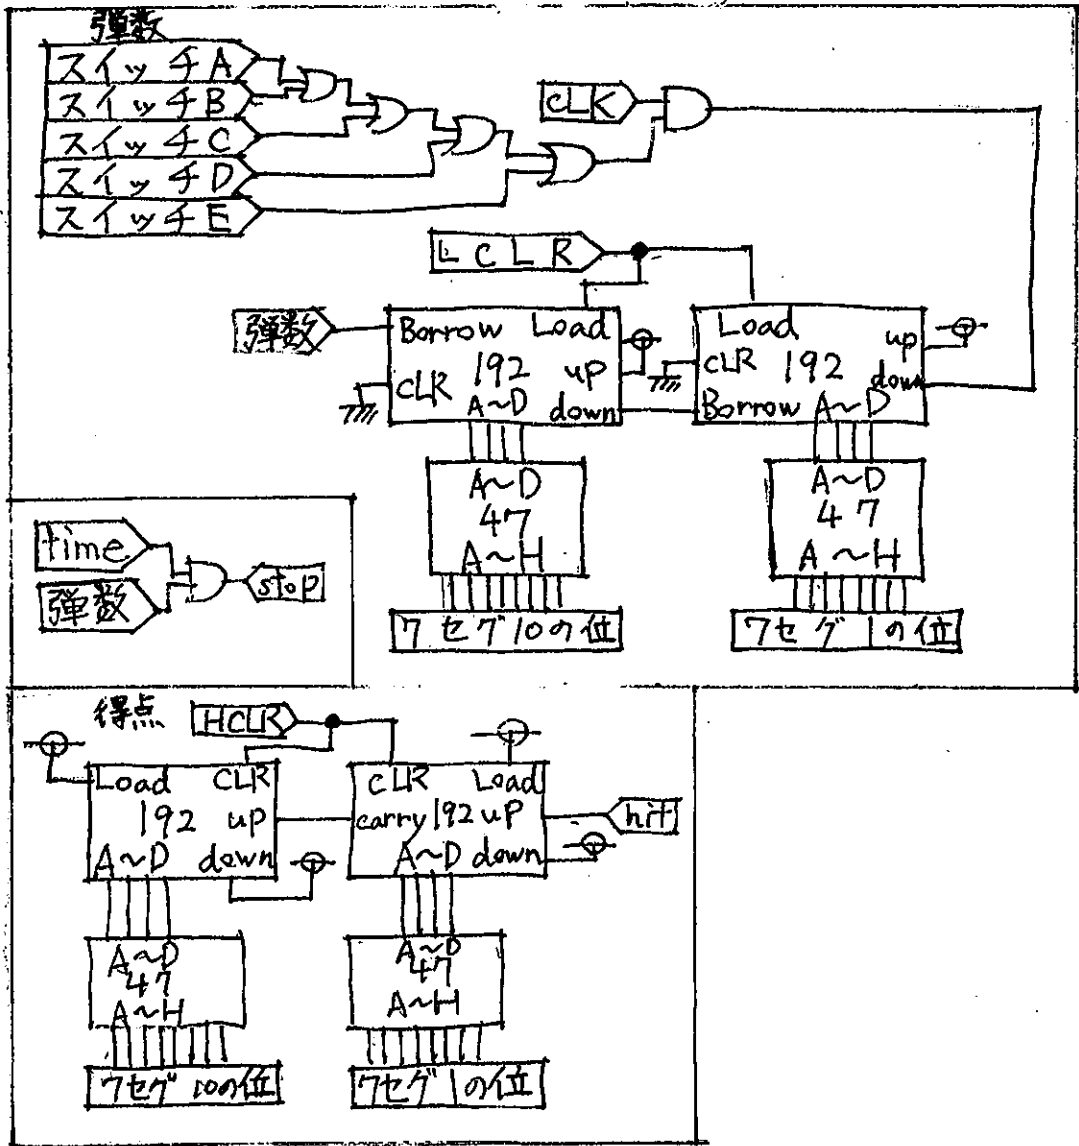 弾数
スイッチA
スイッチB
スイッチC
スイッチD
スイッチE
CLK
LCLR
弾数
Borrow Load
192 up
CLR
A~D down
Load
up
CLR 192
down
Borrow A~D
A~D
47
A~H
A~D
47
A~H
7セグ10の位
7セグ1の位
time
弾数
stop
得点
HCLR
Load CLR
192 up
A~D down
CLR Load
carry 192 up
A~D down
hit
A~D
47
A~H
A~D
47
A~H
7セグ10の位
7セグ1の位